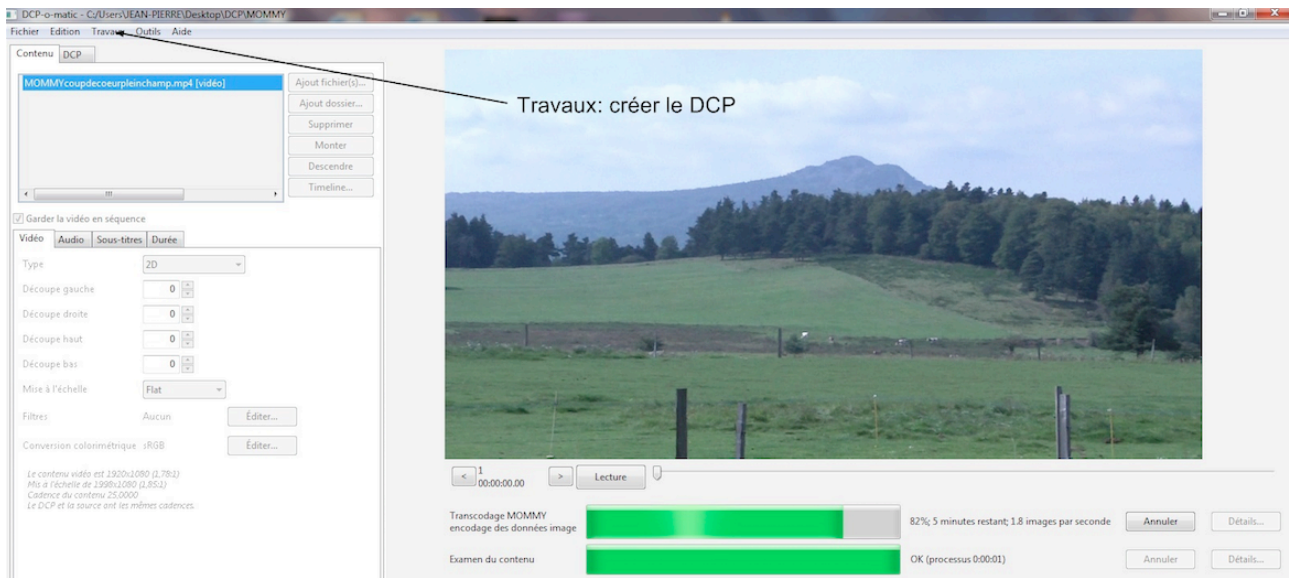 DCP-o-matic - C:/Users\JEAN-PIERRE\Desktop\DCP\MOMMY
Fichier Edition Travaux Outils Aide
Contenu DCP
MOMMYcoupdecoeurpleinchamp.mp4 [vidéo]
Ajout fichier(s)...
Ajout dossier...
Supprimer
Monter
Descendre
Timeline...
Travaux: créer le DCP
Garder la vidéo en séquence
Vidéo Audio Sous-titres Durée
Type 2D
Découpe gauche 0
Découpe droite 0
Découpe haut 0
Découpe bas 0
Mise à l'échelle Flat
Filtres Aucun Éditer...
Conversion colorimétrique sRGB Éditer...
Le contenu vidéo est 1920x1080 (1,78:1)
Mis à l'échelle de 1998x1080 (1,85:1)
Cadence du contenu 25,0000
Le DCP et la source ont les mêmes cadences.
< 1 > Lecture
00:00:00.00
Transcodage MOMMY
encodage des données image
82%; 5 minutes restant; 1.8 images par seconde Annuler Détails...
Examen du contenu OK (processus 0:00:01) Annuler Détails...